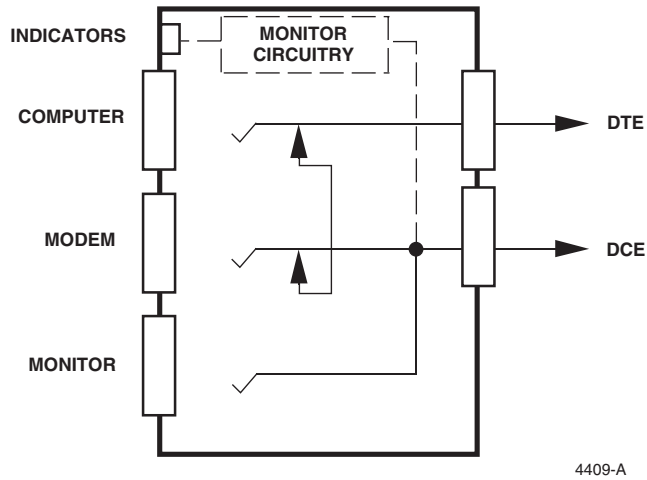 INDICATORS
MONITOR
CIRCUITRY
COMPUTER
DTE
MODEM
DCE
MONITOR
4409-A